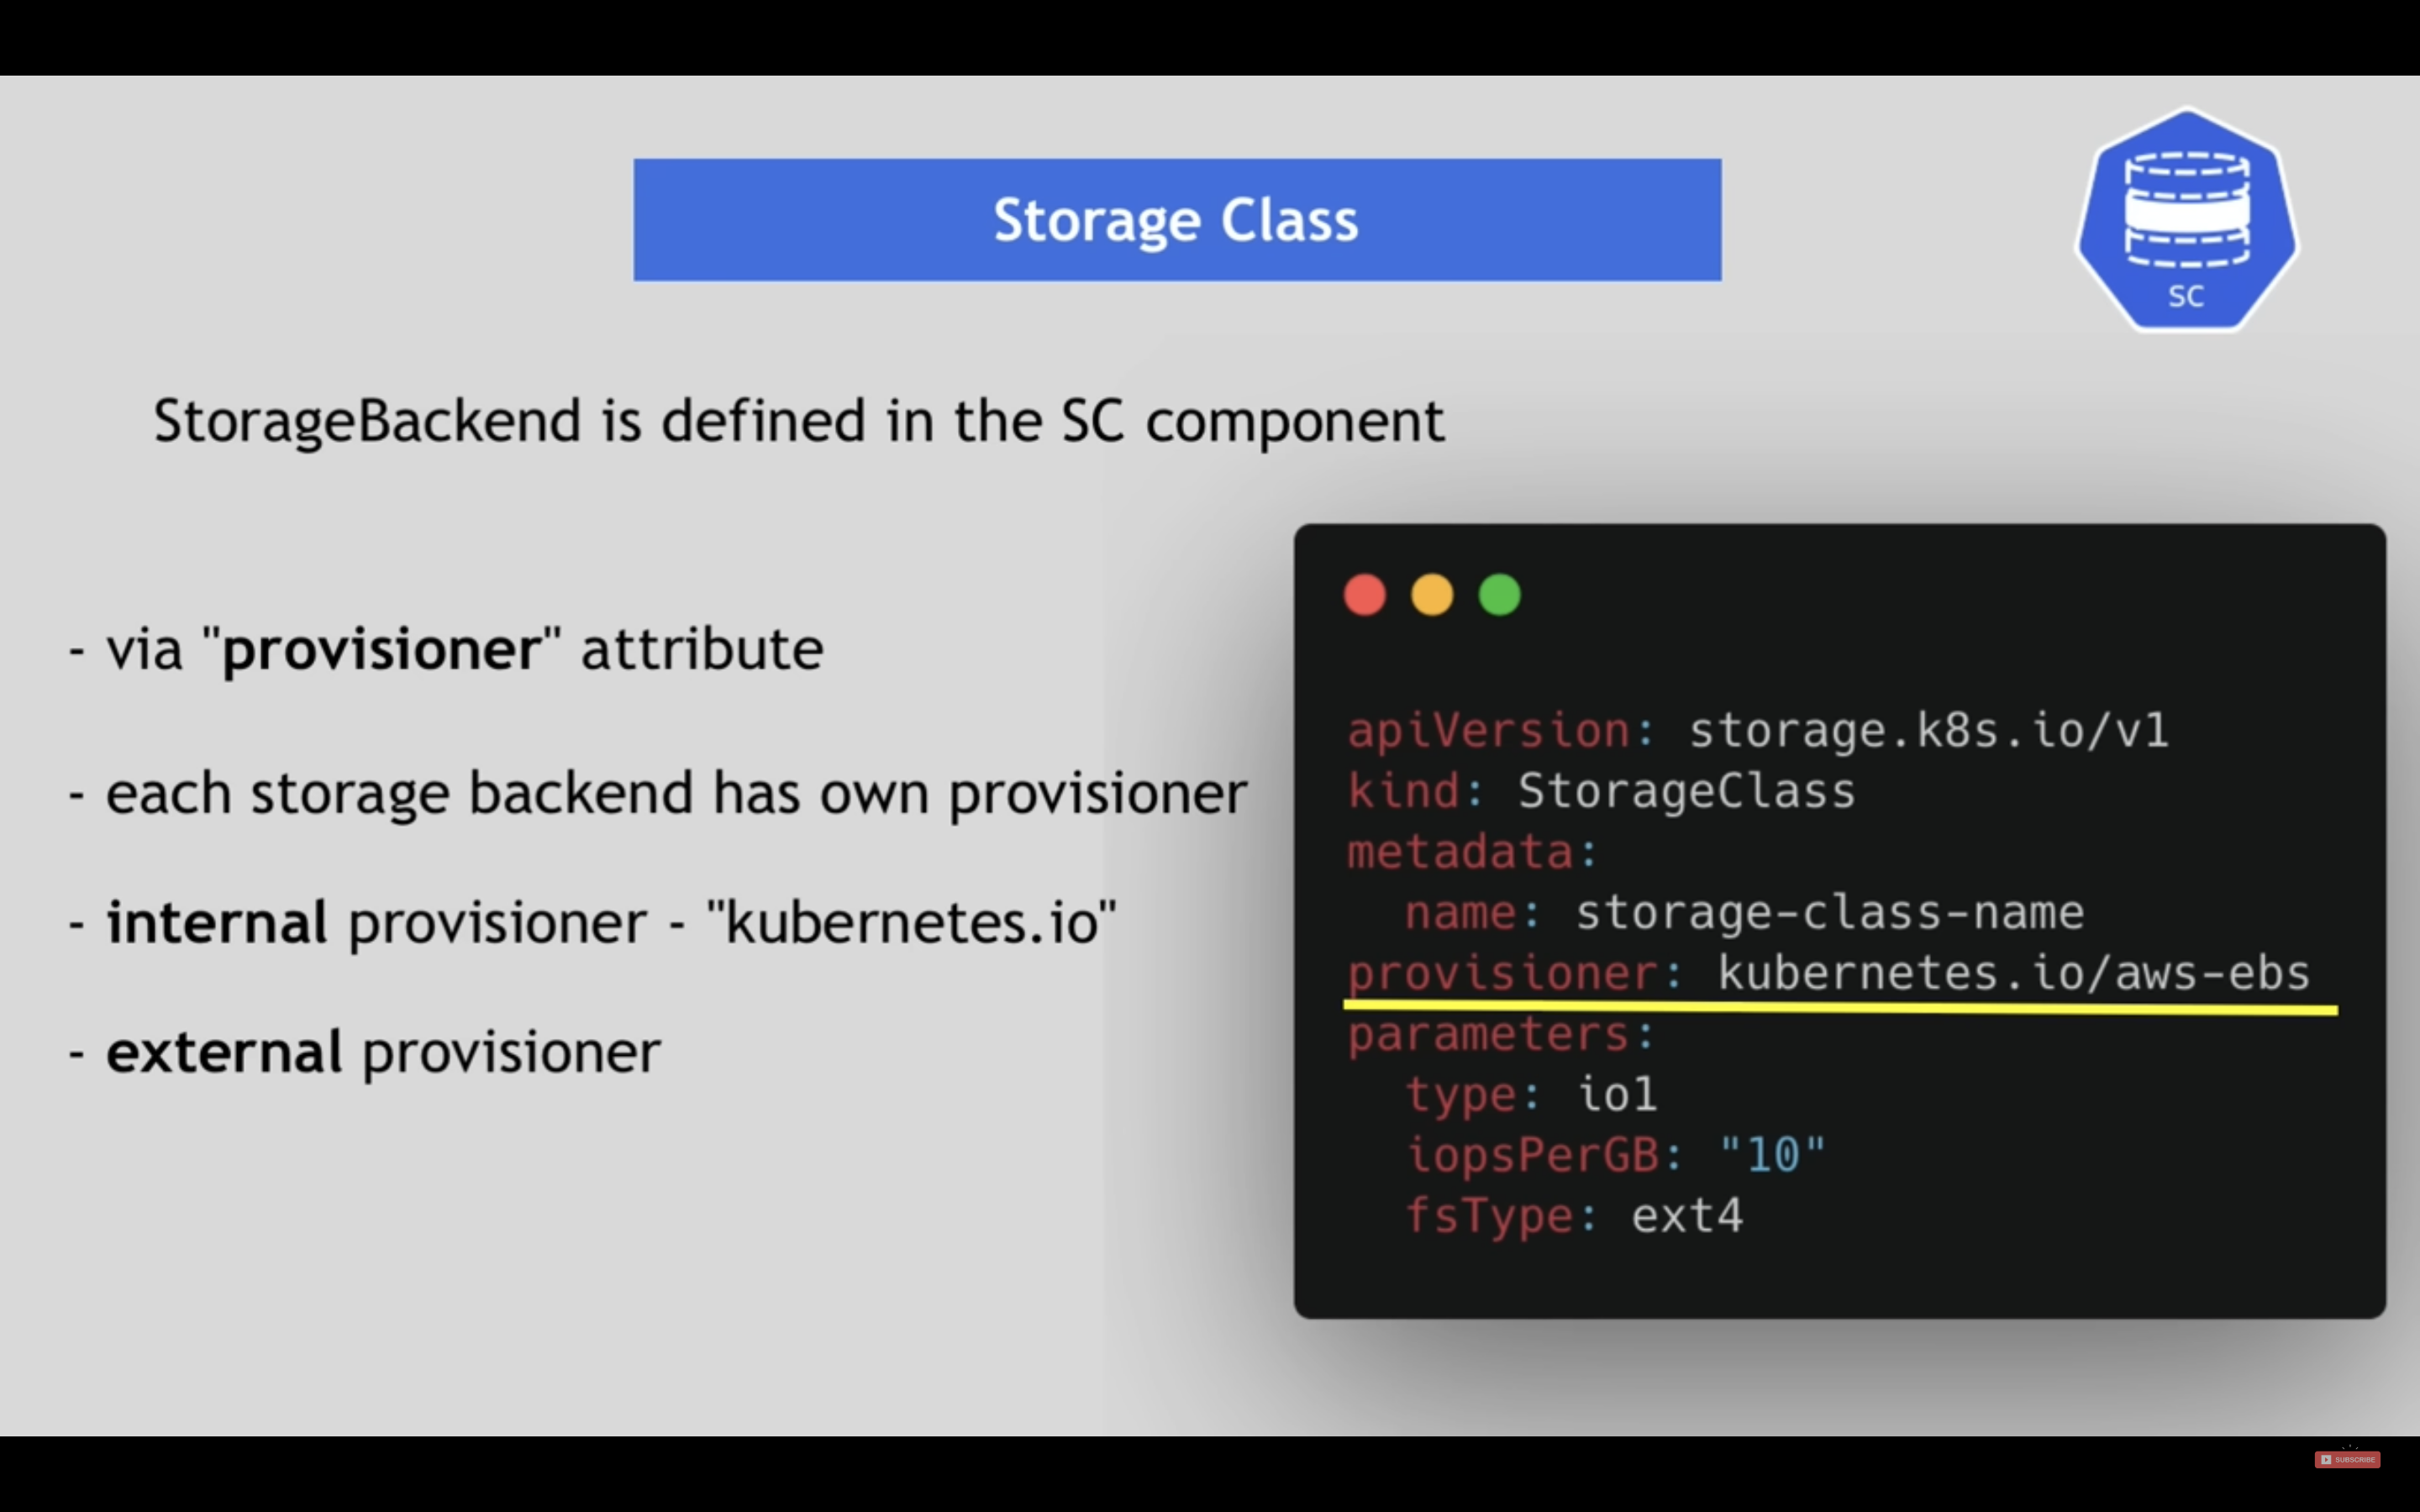 Storage Class
SC
StorageBackend is defined in the SC component
- via "provisioner" attribute
- each storage backend has own provisioner
- internal provisioner - "kubernetes.io"
- external provisioner
apiVersion: storage.k8s.io/v1
kind: StorageClass
metadata:
  name: storage-class-name
provisioner: kubernetes.io/aws-ebs
parameters:
  type: io1
  iopsPerGB: "10"
  fsType: ext4
SUBSCRIBE